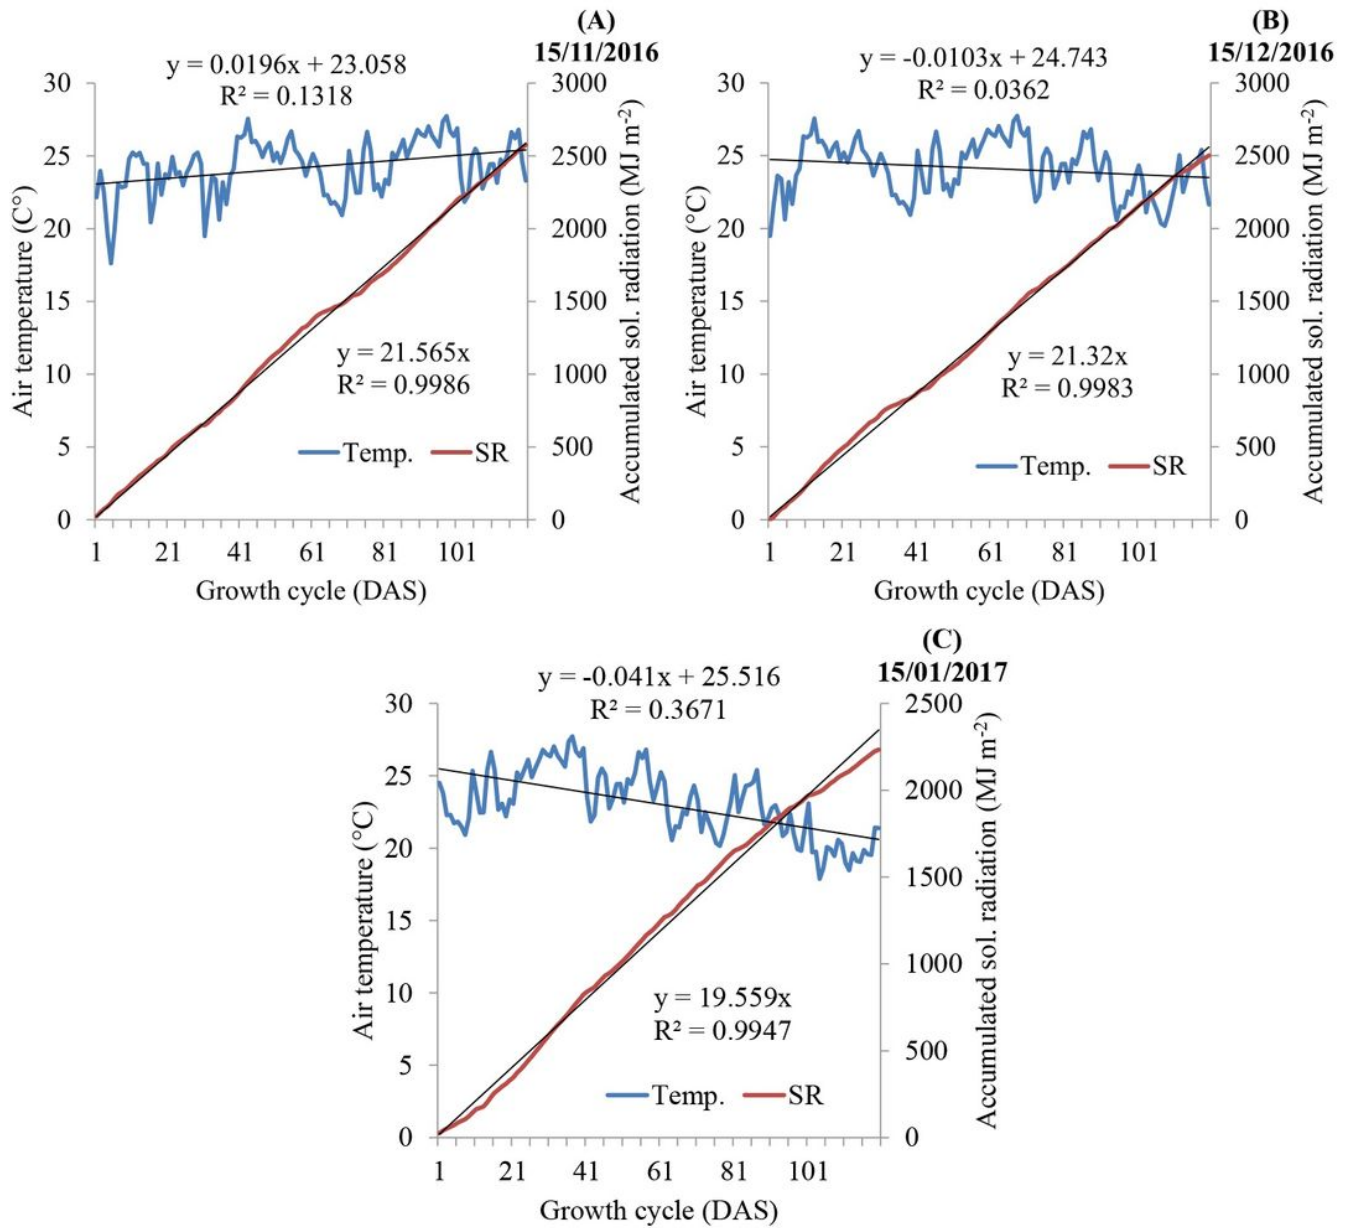 (A)
15/11/2016
y = 0.0196x + 23.058
R² = 0.1318
30
25
20
15
10
5
0
Air temperature (C°)
3000
2500
2000
1500
1000
500
0
Accumulated sol. radiation (MJ m-2)
y = 21.565x
R² = 0.9986
Temp. SR
1 21 41 61 81 101
Growth cycle (DAS)
(B)
15/12/2016
y = -0.0103x + 24.743
R² = 0.0362
30
25
20
15
10
5
0
Air temperature (°C)
3000
2500
2000
1500
1000
500
0
Accumulated sol. radiation (MJ m-2)
y = 21.32x
R² = 0.9983
Temp. SR
1 21 41 61 81 101
Growth cycle (DAS)
(C)
15/01/2017
y = -0.041x + 25.516
R² = 0.3671
30
25
20
15
10
5
0
Air temperature (°C)
2500
2000
1500
1000
500
0
Accumulated sol. radiation (MJ m-2)
y = 19.559x
R² = 0.9947
Temp. SR
1 21 41 61 81 101
Growth cycle (DAS)